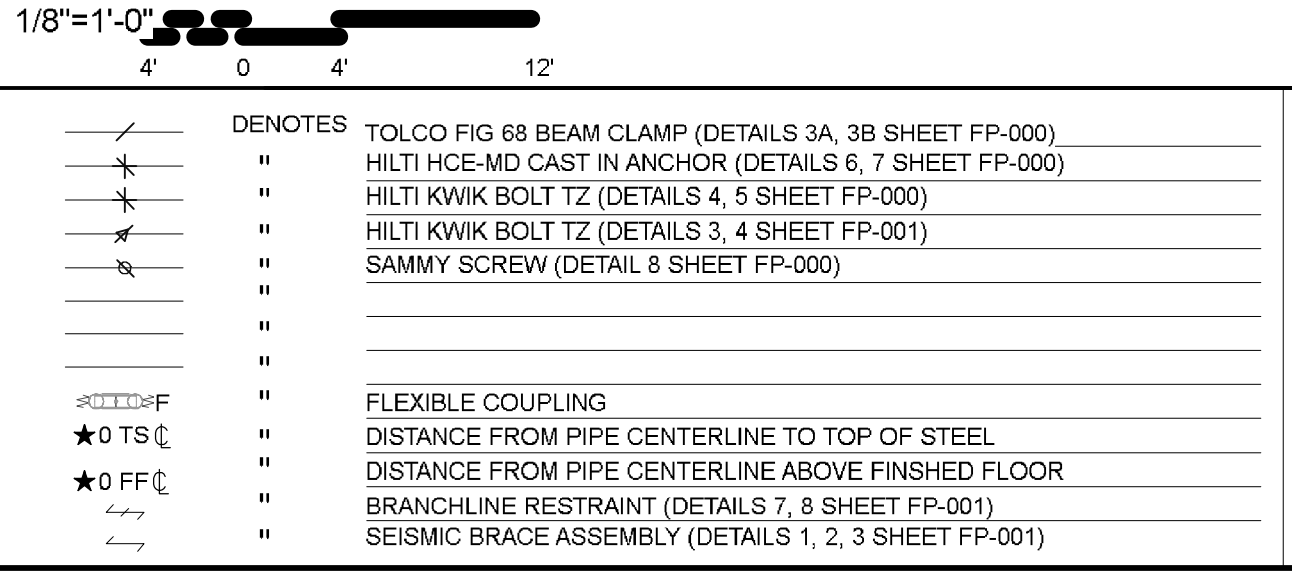 1/8"=1'-0"
4' 0 4' 12'
DENOTES TOLCO FIG 68 BEAM CLAMP (DETAILS 3A, 3B SHEET FP-000)
" HILTI HCE-MD CAST IN ANCHOR (DETAILS 6, 7 SHEET FP-000)
" HILTI KWIK BOLT TZ (DETAILS 4, 5 SHEET FP-000)
" HILTI KWIK BOLT TZ (DETAILS 3, 4 SHEET FP-001)
" SAMMY SCREW (DETAIL 8 SHEET FP-000)
"
"
"
F " FLEXIBLE COUPLING
★0 TS ℄ " DISTANCE FROM PIPE CENTERLINE TO TOP OF STEEL
★0 FF ℄ " DISTANCE FROM PIPE CENTERLINE ABOVE FINSHED FLOOR
" BRANCHLINE RESTRAINT (DETAILS 7, 8 SHEET FP-001)
" SEISMIC BRACE ASSEMBLY (DETAILS 1, 2, 3 SHEET FP-001)